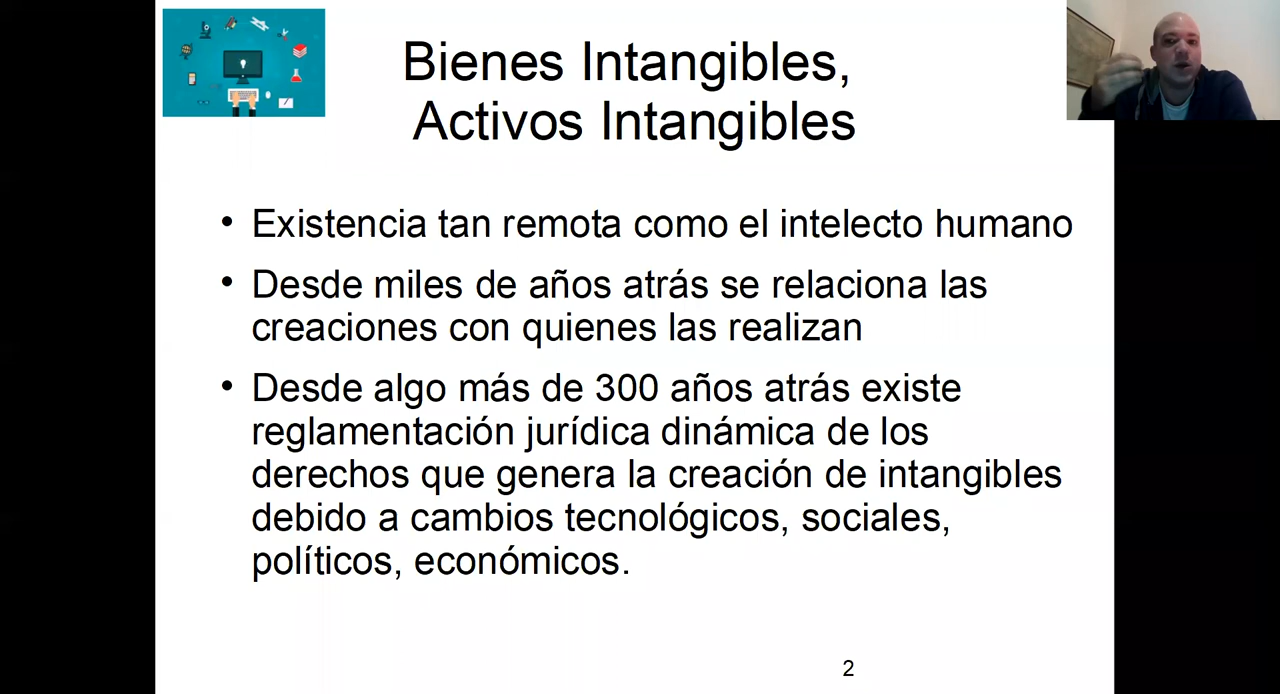 Bienes Intangibles,
Activos Intangibles
• Existencia tan remota como el intelecto humano
• Desde miles de años atrás se relaciona las
creaciones con quienes las realizan
• Desde algo más de 300 años atrás existe
reglamentación jurídica dinámica de los
derechos que genera la creación de intangibles
debido a cambios tecnológicos, sociales,
políticos, económicos.
2